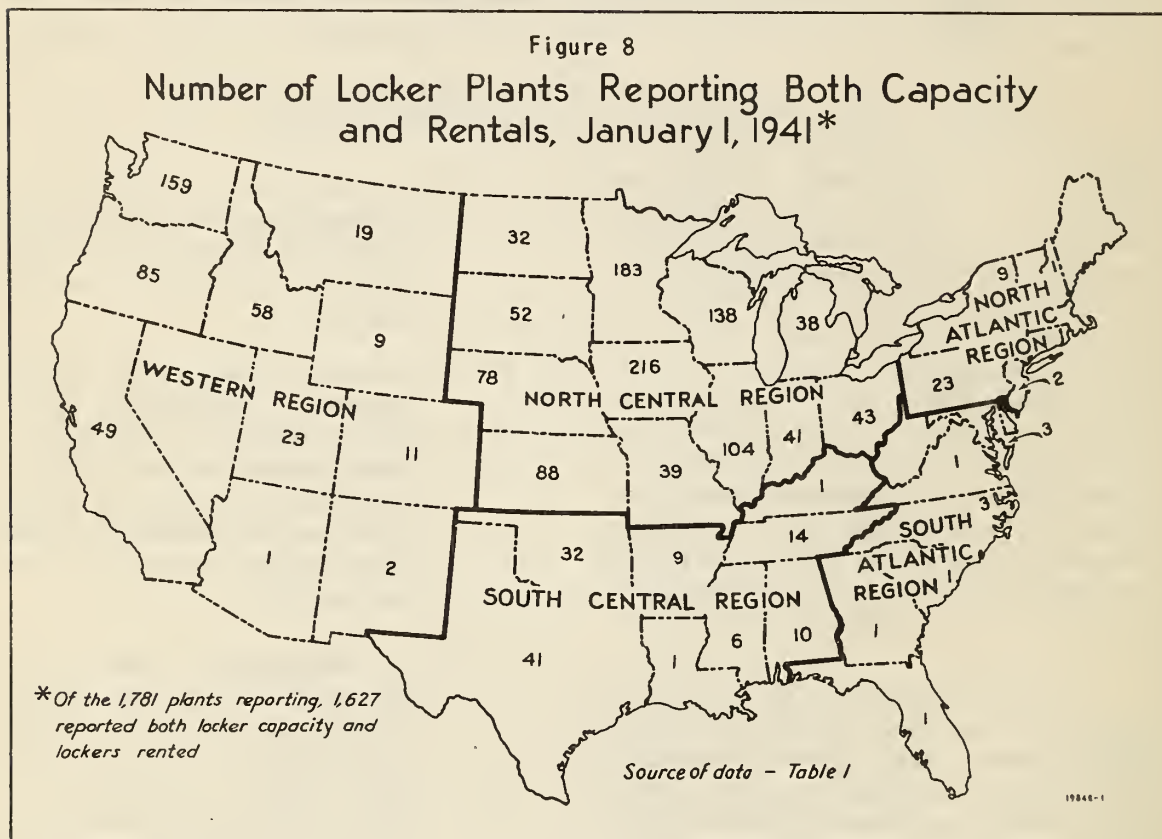 Figure 8
Number of Locker Plants Reporting Both Capacity
and Rentals, January 1, 1941*
159
19
32
183
9
NORTH
85
58
52
138
38
ATLANTIC
REGION
9
78
216
23
2
WESTERN REGION
NORTH CENTRAL REGION
49
23
11
88
39
104
41
43
3
1
1
3
SOUTH
14
1
2
32
9
ATLANTIC
REGION
1
SOUTH CENTRAL REGION
41
1
6
10
1
1
*Of the 1,781 plants reporting, 1,627
reported both locker capacity and
lockers rented
Source of data - Table 1